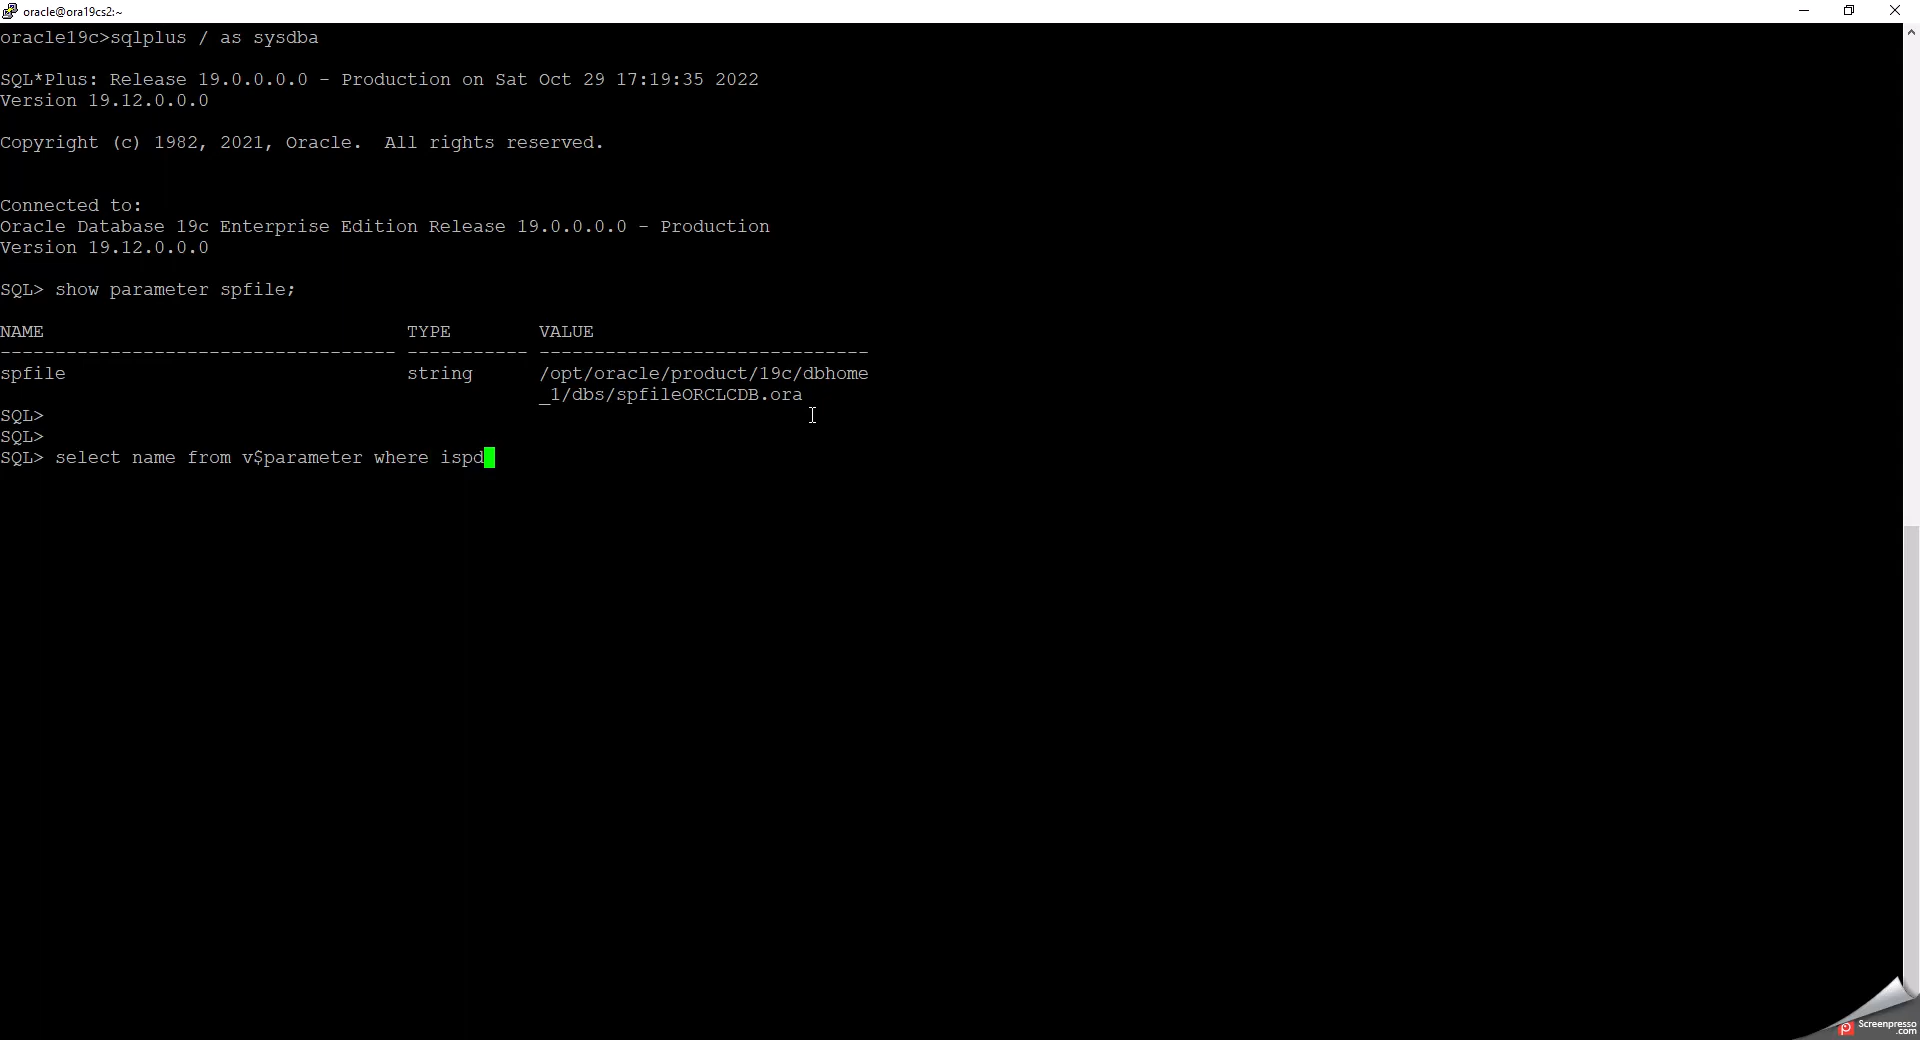 oracle@ora19cs2:~
oracle19c>sqlplus / as sysdba
SQL*Plus: Release 19.0.0.0.0 - Production on Sat Oct 29 17:19:35 2022
Version 19.12.0.0.0
Copyright (c) 1982, 2021, Oracle.  All rights reserved.
Connected to:
Oracle Database 19c Enterprise Edition Release 19.0.0.0.0 - Production
Version 19.12.0.0.0
SQL> show parameter spfile;
NAME                                 TYPE        VALUE
------------------------------------ ----------- ------------------------------
spfile                               string      /opt/oracle/product/19c/dbhome
                                                 _1/dbs/spfileORCLCDB.ora
SQL>
SQL>
SQL> select name from v$parameter where ispd
Screenpresso
.com